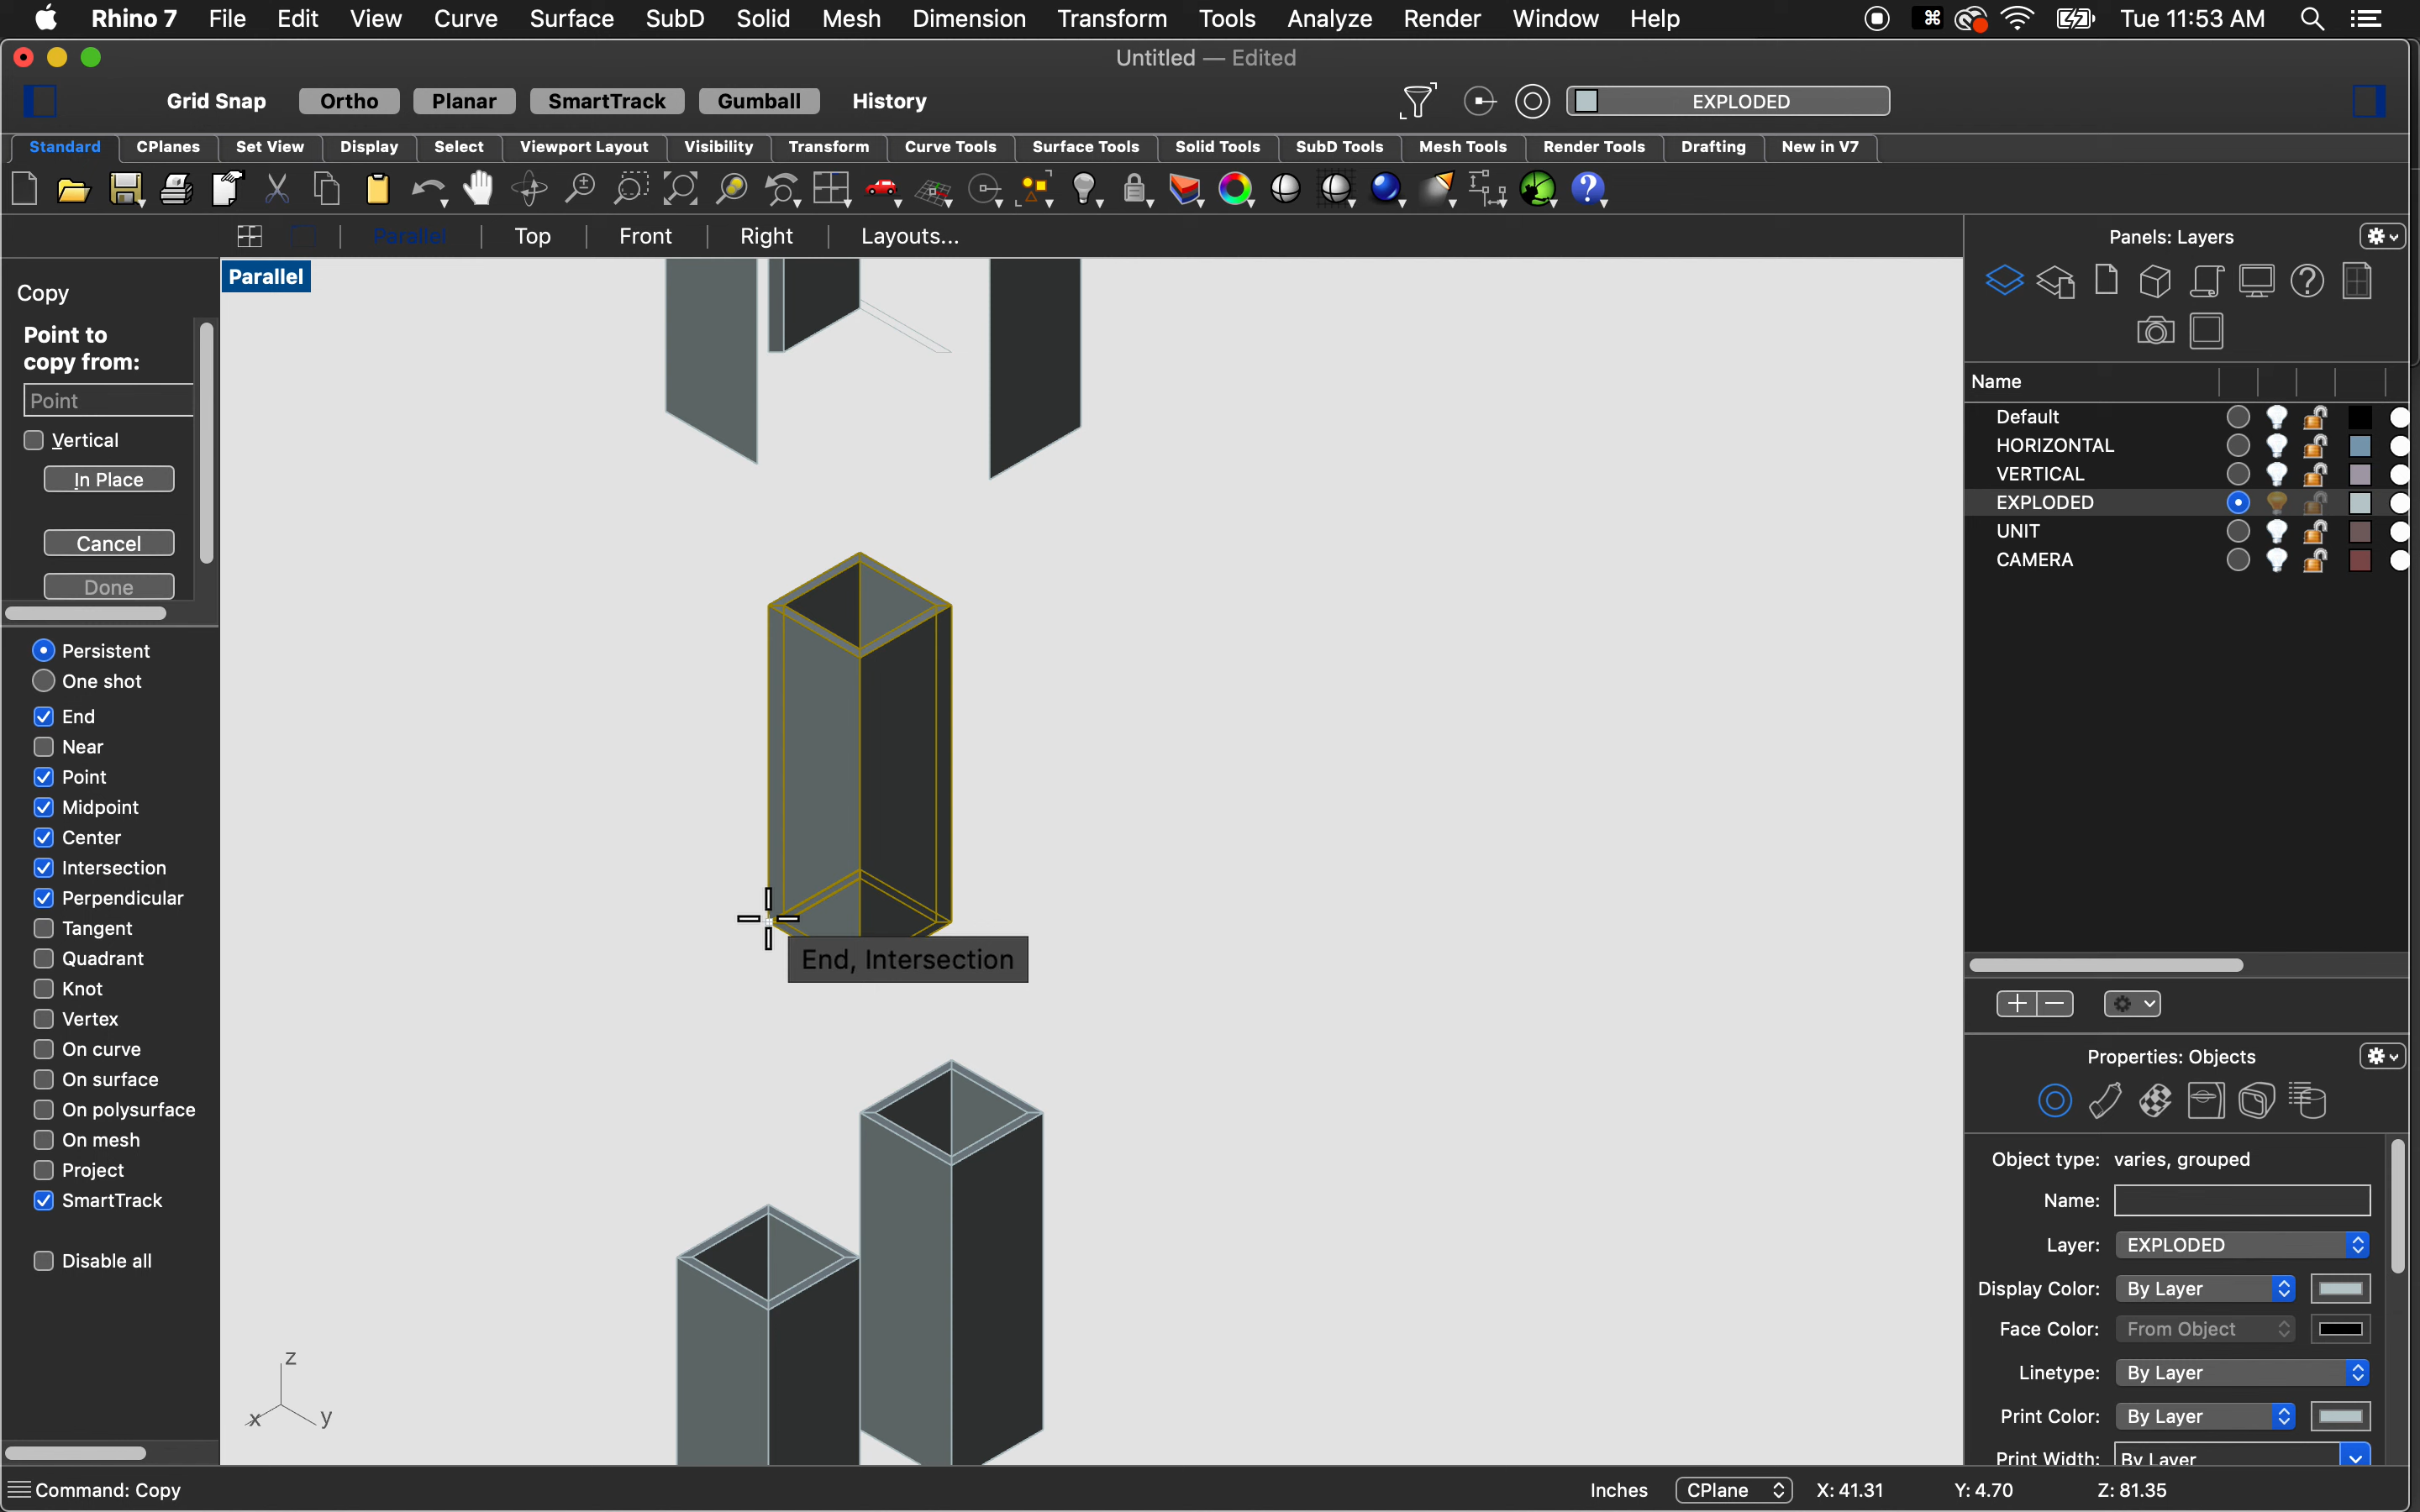 Rhino 7 File Edit View Curve Surface SubD Solid Mesh Dimension Transform Tools Analyze Render Window Help Tue 11:53 AM
Untitled — Edited
Grid Snap Ortho Planar SmartTrack Gumball History EXPLODED
Standard CPlanes Set View Display Select Viewport Layout Visibility Transform Curve Tools Surface Tools Solid Tools SubD Tools Mesh Tools Render Tools Drafting New in V7
Parallel Top Front Right Layouts...
Parallel
Copy
Point to
copy from:
Point
Vertical
In Place
Cancel
Done
Persistent
One shot
End
Near
Point
Midpoint
Center
Intersection
Perpendicular
Tangent
Quadrant
Knot
Vertex
On curve
On surface
On polysurface
On mesh
Project
SmartTrack
Disable all
End, Intersection
z
x
y
Panels: Layers
Name
Default
HORIZONTAL
VERTICAL
EXPLODED
UNIT
CAMERA
Properties: Objects
Object type: varies, grouped
Name:
Layer: EXPLODED
Display Color: By Layer
Face Color: From Object
Linetype: By Layer
Print Color: By Layer
Print Width: By Layer
Command: Copy
Inches CPlane X: 41.31 Y: 4.70 Z: 81.35